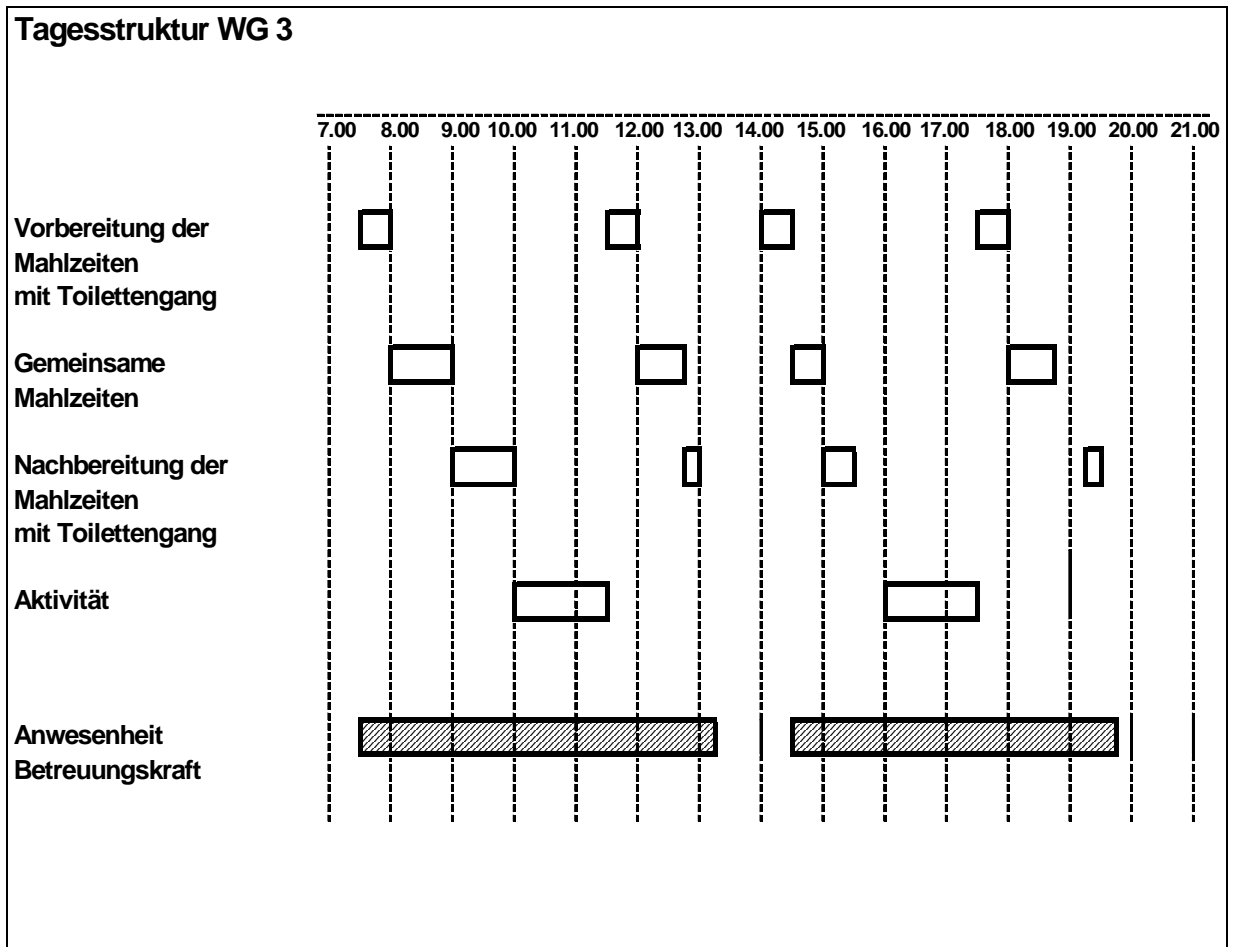 Tagesstruktur WG 3
7.00 8.00 9.00 10.00 11.00 12.00 13.00 14.00 15.00 16.00 17.00 18.00 19.00 20.00 21.00
Vorbereitung der
Mahlzeiten
mit Toilettengang
Gemeinsame
Mahlzeiten
Nachbereitung der
Mahlzeiten
mit Toilettengang
Aktivität
Anwesenheit
Betreuungskraft